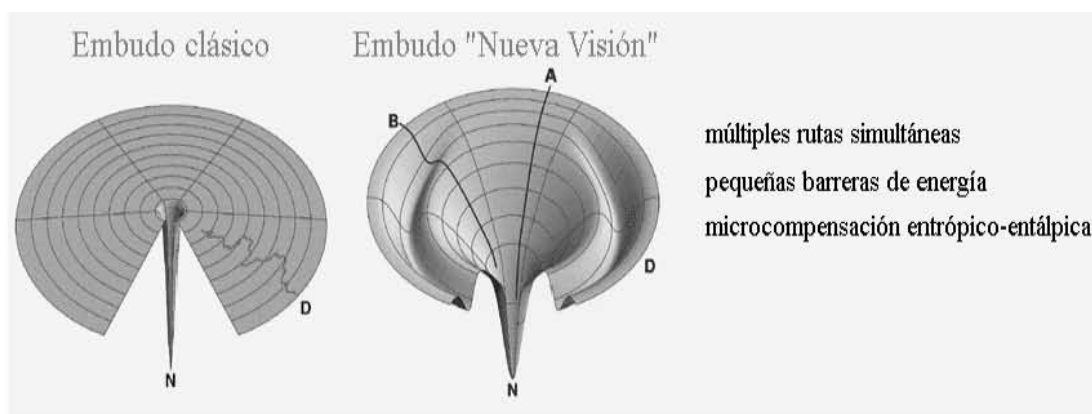 Embudo clásico
Embudo "Nueva Visión"
A
B
D
N
D
N
múltiples rutas simultáneas
pequeñas barreras de energía
microcompensación entrópico-entálpica